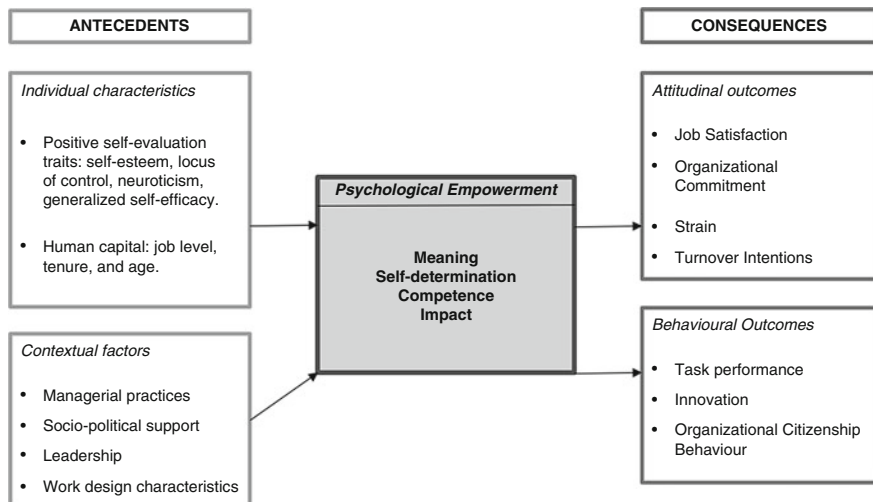 ANTECEDENTS
Individual characteristics
• Positive self-evaluation
traits: self-esteem, locus
of control, neuroticism,
generalized self-efficacy.
• Human capital: job level,
tenure, and age.
Contextual factors
• Managerial practices
• Socio-political support
• Leadership
• Work design characteristics
Psychological Empowerment
Meaning
Self-determination
Competence
Impact
CONSEQUENCES
Attitudinal outcomes
• Job Satisfaction
• Organizational
Commitment
• Strain
• Turnover Intentions
Behavioural Outcomes
• Task performance
• Innovation
• Organizational Citizenship
Behaviour